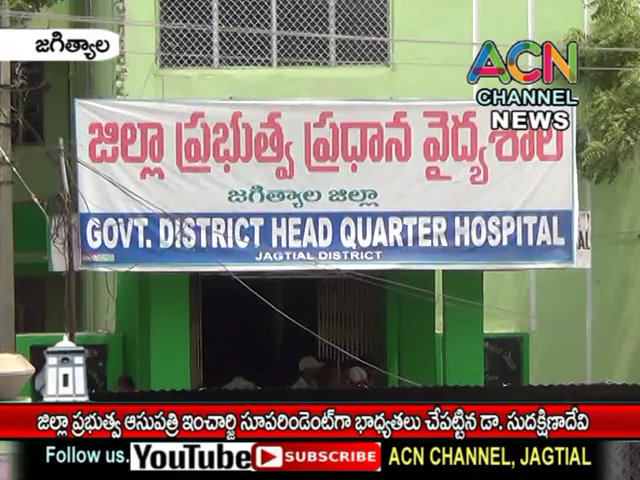 జగిత్యాల
ACN
CHANNEL
NEWS
జిల్లా ప్రభుత్వ ప్రధాన వైద్యశాల
జగిత్యాల జిల్లా
GOVT. DISTRICT HEAD QUARTER HOSPITAL
JAGTIAL DISTRICT
జిల్లా ప్రభుత్వ ఆసుపత్రి ఇంచార్జి సూపరిండెంట్‌గా భాధ్యతలు చేపట్టిన డా. సుదక్షిణాదేవి
Follow us. YouTube SUBSCRIBE ACN CHANNEL, JAGTIAL